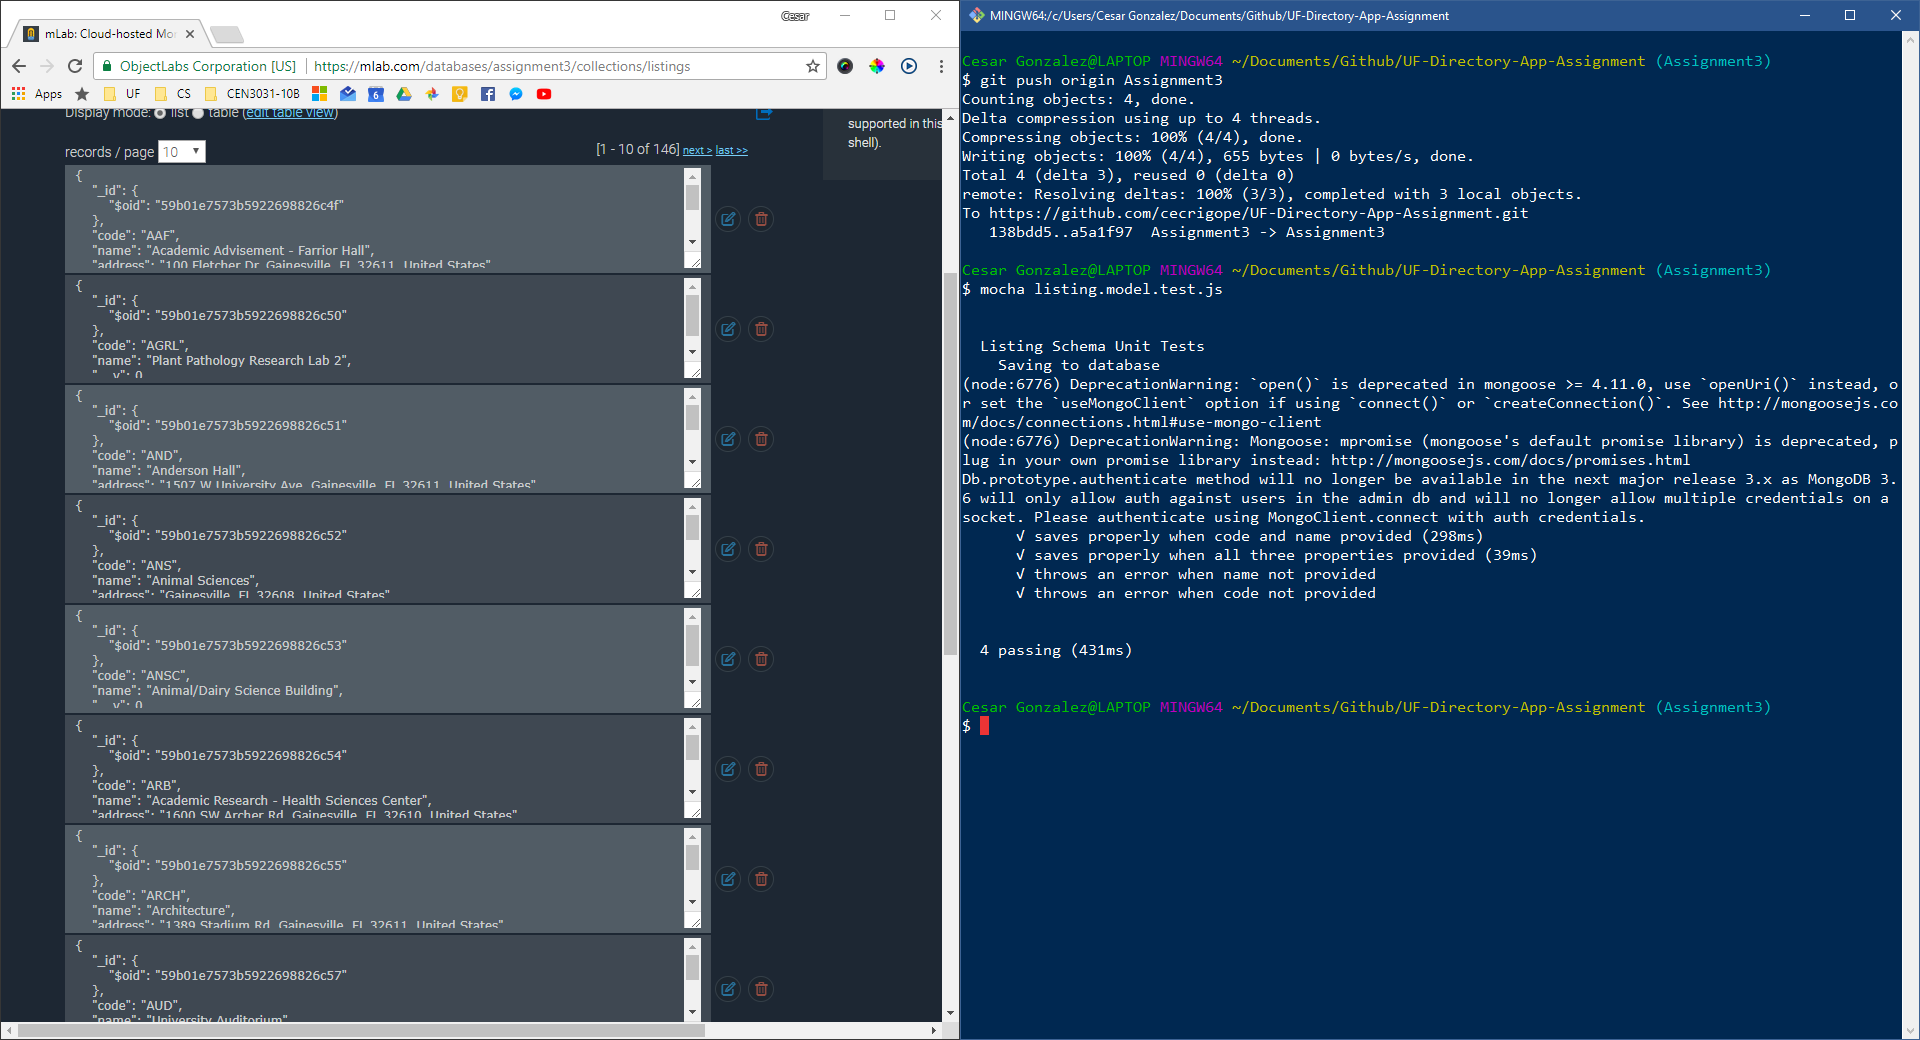 Cesar
mLab: Cloud-hosted Mor
ObjectLabs Corporation [US] | https://mlab.com/databases/assignment3/collections/listings
Apps UF CS CEN3031-10B 6
Display mode: list table (edit table view)
records / page 10
[1 - 10 of 146] next > last >>
supported in this
shell).
{
"_id": {
"$oid": "59b01e7573b5922698826c4f"
},
"code": "AAF",
"name": "Academic Advisement - Farrior Hall",
"address": "100 Fletcher Dr, Gainesville, FL 32611, United States"
{
"_id": {
"$oid": "59b01e7573b5922698826c50"
},
"code": "AGRL",
"name": "Plant Pathology Research Lab 2",
"__v": 0
{
"_id": {
"$oid": "59b01e7573b5922698826c51"
},
"code": "AND",
"name": "Anderson Hall",
"address": "1507 W University Ave, Gainesville, FL 32611, United States"
{
"_id": {
"$oid": "59b01e7573b5922698826c52"
},
"code": "ANS",
"name": "Animal Sciences",
"address": "Gainesville, FL 32608, United States"
{
"_id": {
"$oid": "59b01e7573b5922698826c53"
},
"code": "ANSC",
"name": "Animal/Dairy Science Building",
"__v": 0
{
"_id": {
"$oid": "59b01e7573b5922698826c54"
},
"code": "ARB",
"name": "Academic Research - Health Sciences Center",
"address": "1600 SW Archer Rd, Gainesville, FL 32610, United States"
{
"_id": {
"$oid": "59b01e7573b5922698826c55"
},
"code": "ARCH",
"name": "Architecture",
"address": "1389 Stadium Rd, Gainesville, FL 32611, United States"
{
"_id": {
"$oid": "59b01e7573b5922698826c57"
},
"code": "AUD",
"name": "University Auditorium"
MINGW64:/c/Users/Cesar Gonzalez/Documents/Github/UF-Directory-App-Assignment
Cesar Gonzalez@LAPTOP MINGW64 ~/Documents/Github/UF-Directory-App-Assignment (Assignment3)
$ git push origin Assignment3
Counting objects: 4, done.
Delta compression using up to 4 threads.
Compressing objects: 100% (4/4), done.
Writing objects: 100% (4/4), 655 bytes | 0 bytes/s, done.
Total 4 (delta 3), reused 0 (delta 0)
remote: Resolving deltas: 100% (3/3), completed with 3 local objects.
To https://github.com/cecrigope/UF-Directory-App-Assignment.git
138bdd5..a5a1f97 Assignment3 -> Assignment3
Cesar Gonzalez@LAPTOP MINGW64 ~/Documents/Github/UF-Directory-App-Assignment (Assignment3)
$ mocha listing.model.test.js
Listing Schema Unit Tests
Saving to database
(node:6776) DeprecationWarning: `open()` is deprecated in mongoose >= 4.11.0, use `openUri()` instead, o
r set the `useMongoClient` option if using `connect()` or `createConnection()`. See http://mongoosejs.co
m/docs/connections.html#use-mongo-client
(node:6776) DeprecationWarning: Mongoose: mpromise (mongoose's default promise library) is deprecated, p
lug in your own promise library instead: http://mongoosejs.com/docs/promises.html
Db.prototype.authenticate method will no longer be available in the next major release 3.x as MongoDB 3.
6 will only allow auth against users in the admin db and will no longer allow multiple credentials on a
socket. Please authenticate using MongoClient.connect with auth credentials.
√ saves properly when code and name provided (298ms)
√ saves properly when all three properties provided (39ms)
√ throws an error when name not provided
√ throws an error when code not provided
4 passing (431ms)
Cesar Gonzalez@LAPTOP MINGW64 ~/Documents/Github/UF-Directory-App-Assignment (Assignment3)
$